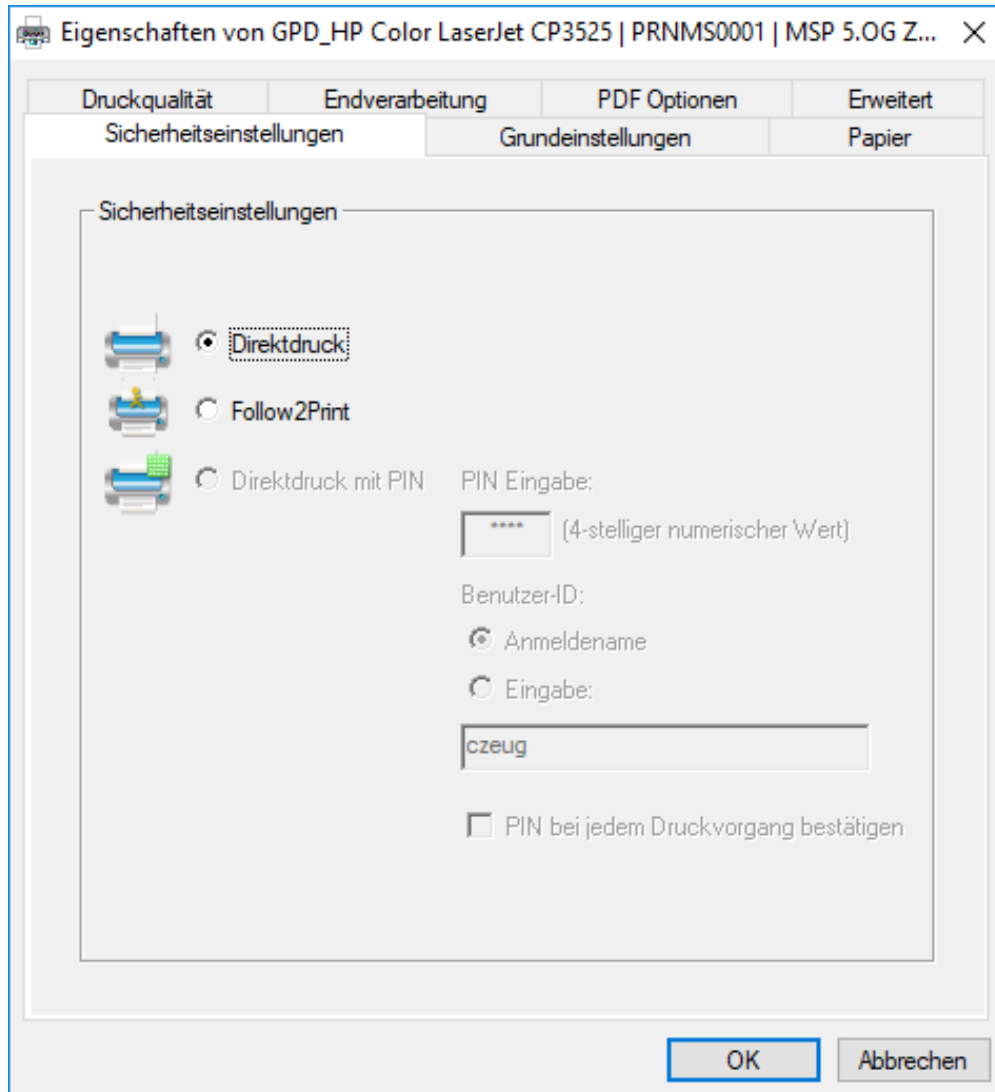 Eigenschaften von GPD_HP Color LaserJet CP3525 | PRNMS0001 | MSP 5.OG Z...
Druckqualität Endverarbeitung PDF Optionen Erweitert
Sicherheitseinstellungen Grundeinstellungen Papier
Sicherheitseinstellungen
Direktdruck
Follow2Print
Direktdruck mit PIN PIN Eingabe:
**** (4-stelliger numerischer Wert)
Benutzer-ID:
Anmeldename
Eingabe:
czeug
PIN bei jedem Druckvorgang bestätigen
OK Abbrechen